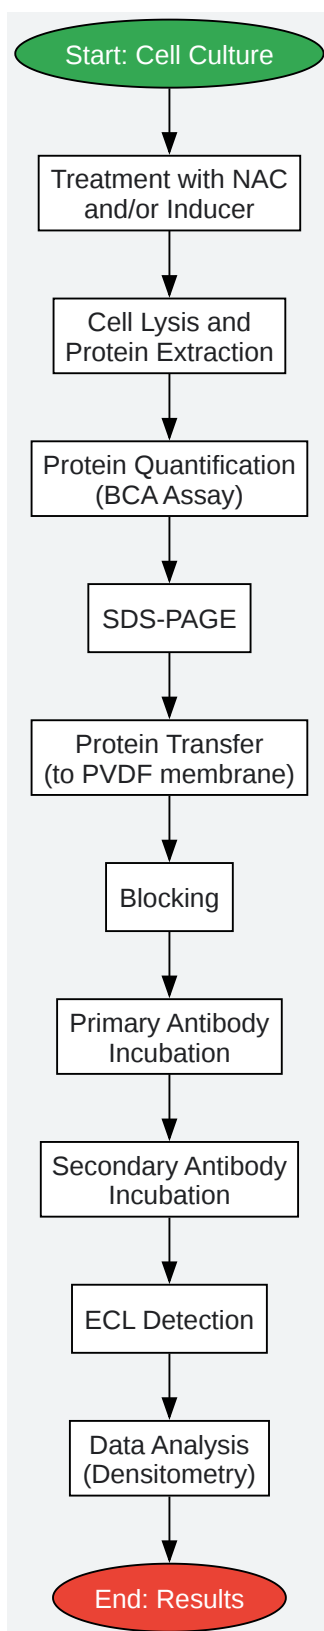 Start: Cell Culture
Treatment with NAC
and/or Inducer
Cell Lysis and
Protein Extraction
Protein Quantification
(BCA Assay)
SDS-PAGE
Protein Transfer
(to PVDF membrane)
Blocking
Primary Antibody
Incubation
Secondary Antibody
Incubation
ECL Detection
Data Analysis
(Densitometry)
End: Results